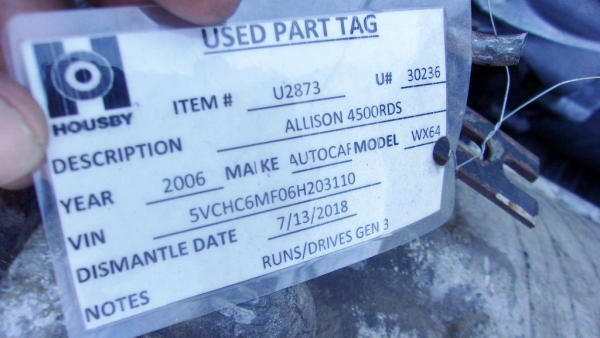 USED PART TAG
HOUSBY
ITEM # U2873 U# 30236
DESCRIPTION ALLISON 4500RDS
YEAR 2006 MAKE AUTOCAR MODEL WX64
VIN 5VCHC6MF06H203110
DISMANTLE DATE 7/13/2018
NOTES RUNS/DRIVES GEN 3